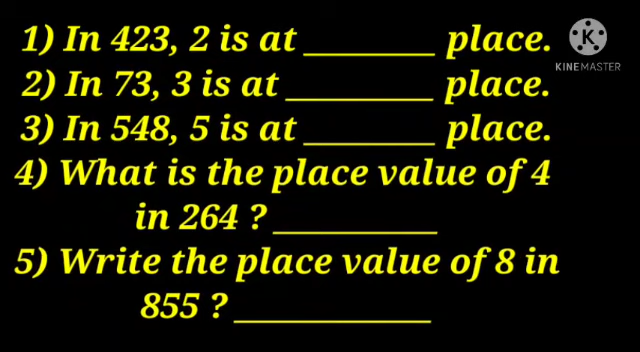 1) In 423, 2 is at ________ place.
2) In 73, 3 is at _________ place.
3) In 548, 5 is at ________ place.
4) What is the place value of 4
in 264 ? __________
5) Write the place value of 8 in
855 ? ____________
K
KINEMASTER